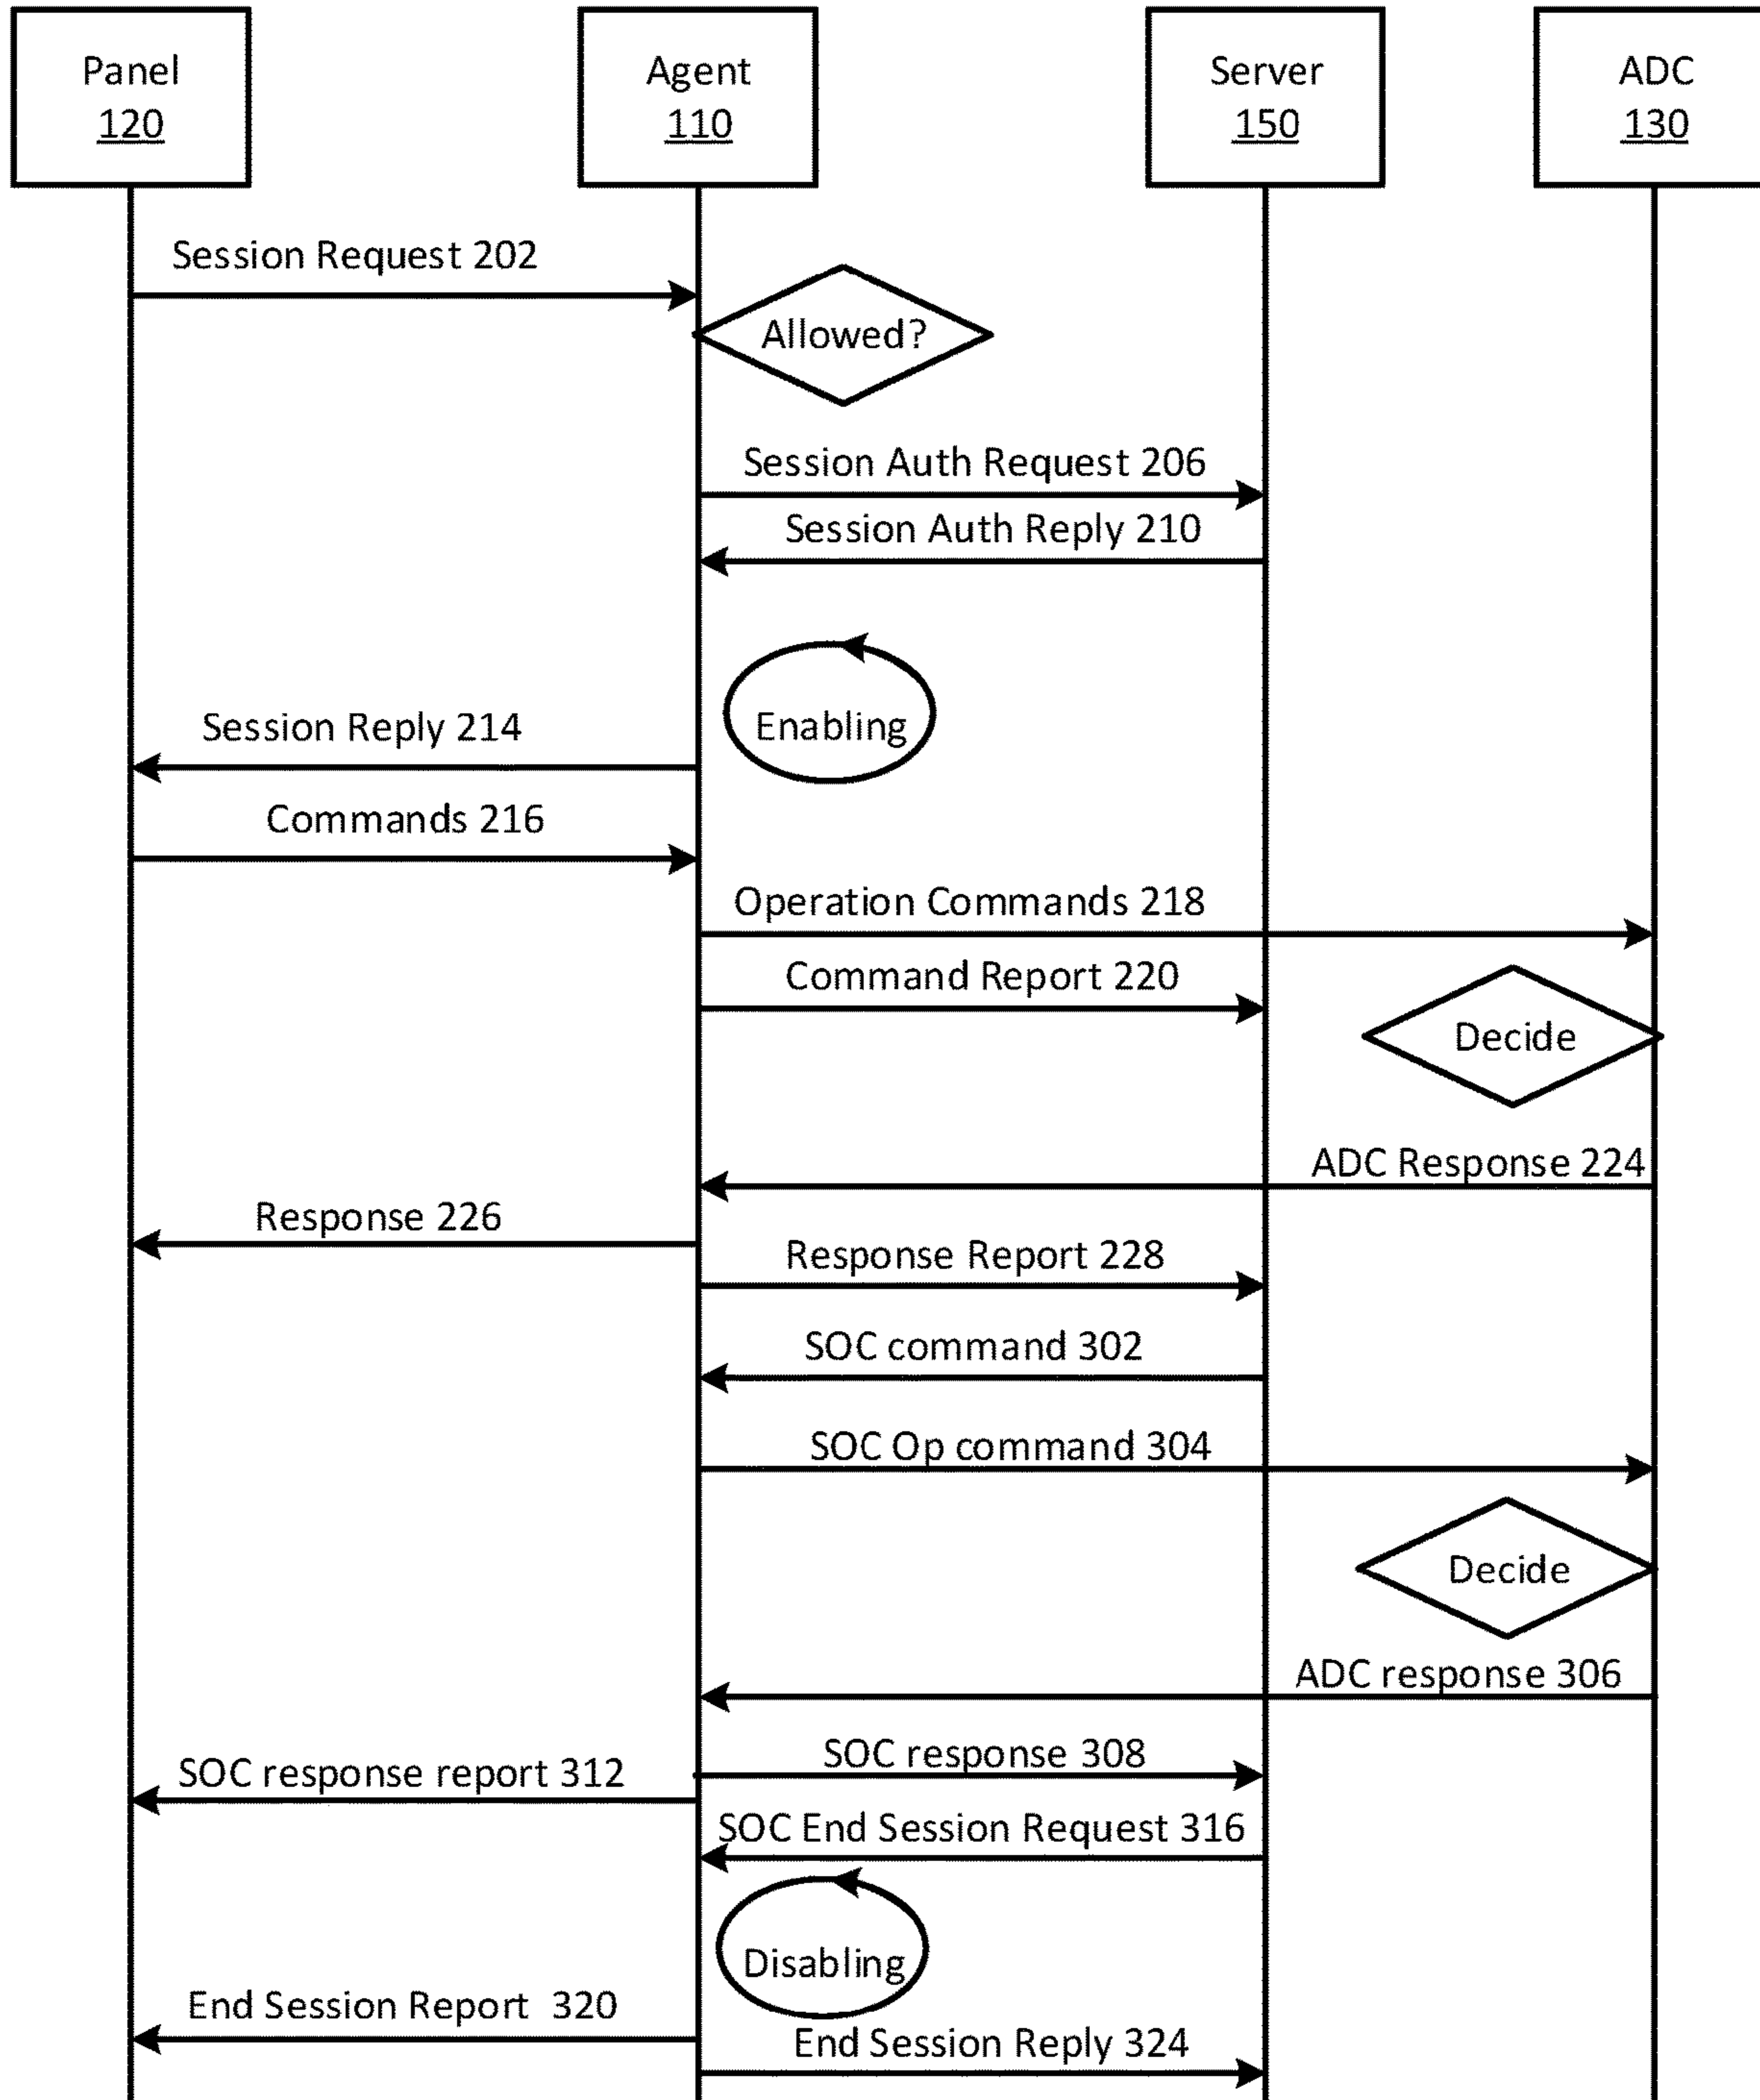 Panel
120
Agent
110
Server
150
ADC
130
Session Request 202
Allowed?
Session Auth Request 206
Session Auth Reply 210
Enabling
Session Reply 214
Commands 216
Operation Commands 218
Command Report 220
Decide
ADC Response 224
Response 226
Response Report 228
SOC command 302
SOC Op command 304
Decide
ADC response 306
SOC response 308
SOC response report 312
SOC End Session Request 316
Disabling
End Session Report 320
End Session Reply 324